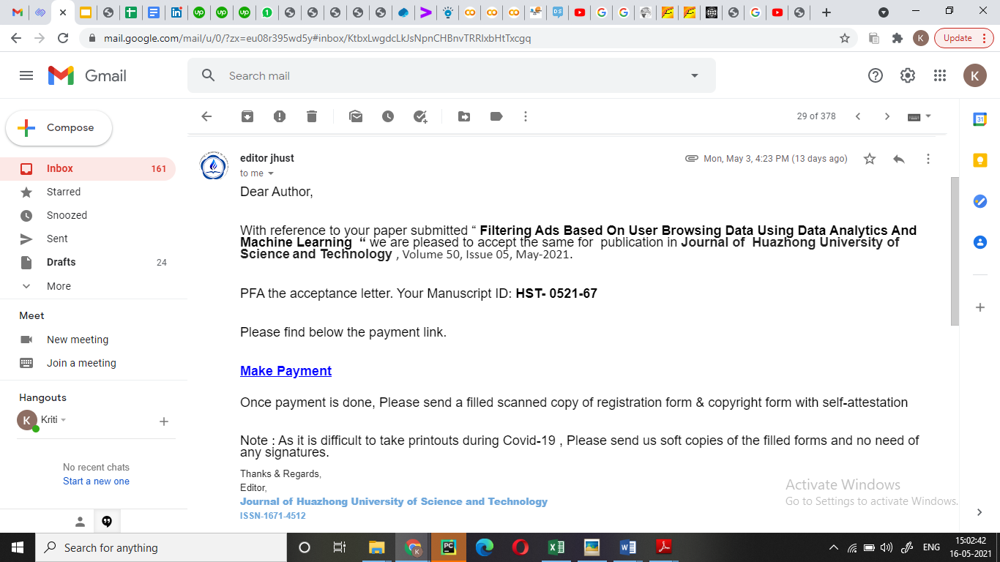 mail.google.com/mail/u/0/?zx=eu08r395wd5y#inbox/KtbxLwgdcLkJsNpnCHBnvTRRlxbHtTxcgq
K
Update
Gmail
Search mail
K
Compose
29 of 378
31
Inbox 161
Starred
Snoozed
Sent
Drafts 24
More
Meet
New meeting
Join a meeting
Hangouts
K Kriti
No recent chats
Start a new one
editor jhust
Mon, May 3, 4:23 PM (13 days ago)
to me
Dear Author,
With reference to your paper submitted “ Filtering Ads Based On User Browsing Data Using Data Analytics And
Machine Learning “ we are pleased to accept the same for publication in Journal of Huazhong University of
Science and Technology , Volume 50, Issue 05, May-2021.
PFA the acceptance letter. Your Manuscript ID: HST- 0521-67
Please find below the payment link.
Make Payment
Once payment is done, Please send a filled scanned copy of registration form & copyright form with self-attestation
Note : As it is difficult to take printouts during Covid-19 , Please send us soft copies of the filled forms and no need of
any signatures.
Thanks & Regards,
Editor,
Journal of Huazhong University of Science and Technology
ISSN-1671-4512
Activate Windows
Go to Settings to activate Windows.
Search for anything
ENG
15:02:42
16-05-2021